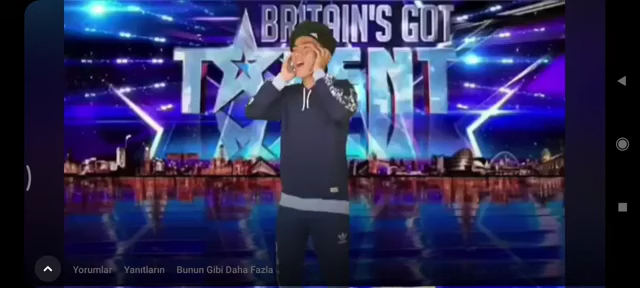 BRITAIN'S GOT
TALENT
Yorumlar Yanıtların Bunun Gibi Daha Fazla